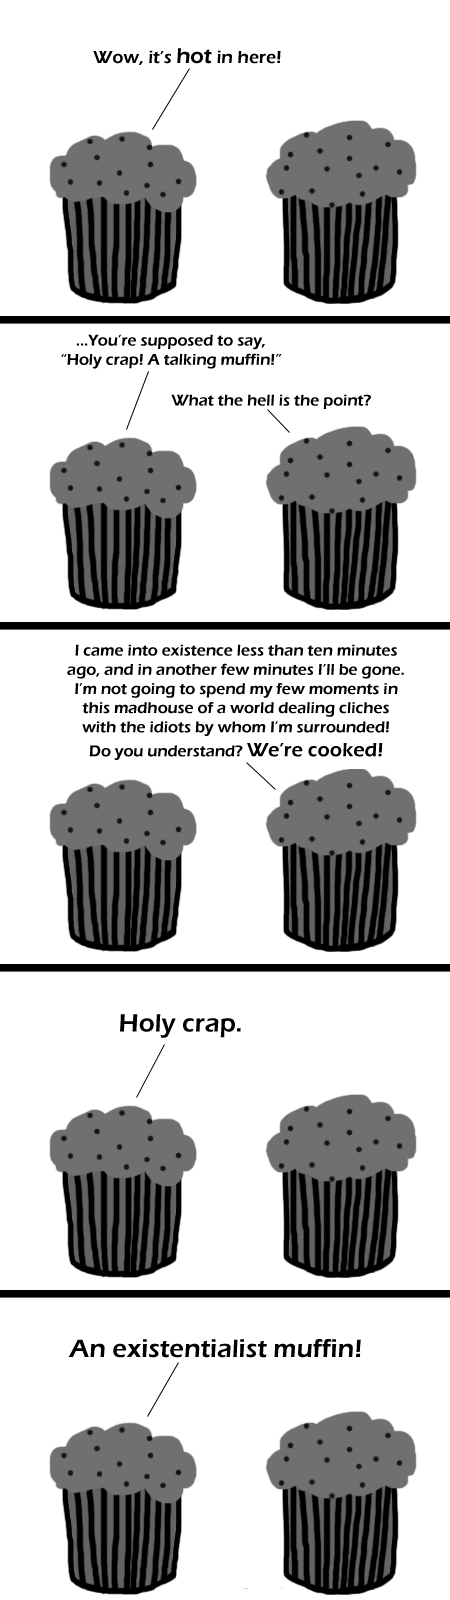 Wow, it's hot in here!
...You're supposed to say,
"Holy crap! A talking muffin!"
What the hell is the point?
I came into existence less than ten minutes
ago, and in another few minutes I'll be gone.
I'm not going to spend my few moments in
this madhouse of a world dealing cliches
with the idiots by whom I'm surrounded!
Do you understand? We're cooked!
Holy crap.
An existentialist muffin!